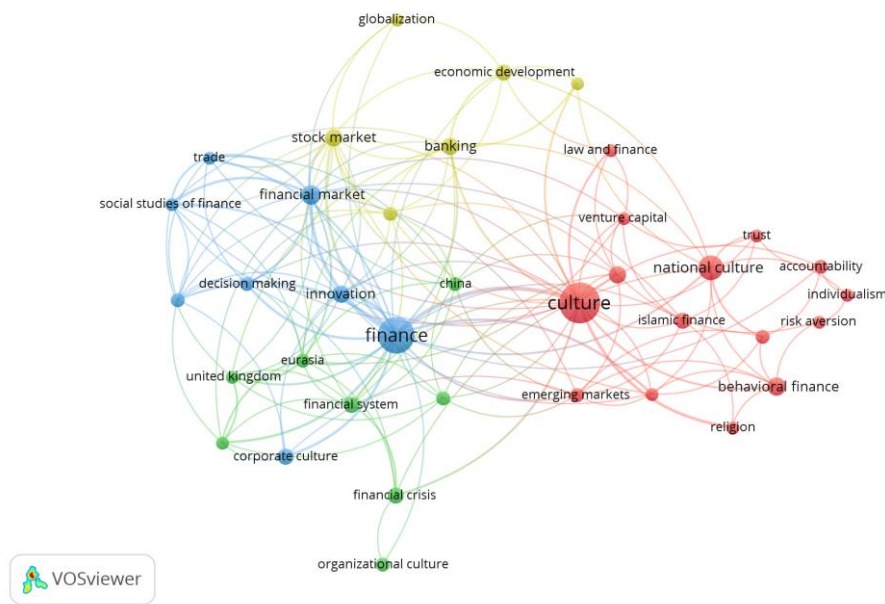 globalization
economic development
stock market
banking
law and finance
trade
financial market
social studies of finance
venture capital
trust
national culture
accountability
decision making
innovation
china
culture
individualism
islamic finance
risk aversion
finance
eurasia
united kingdom
financial system
emerging markets
behavioral finance
religion
corporate culture
financial crisis
organizational culture
VOSviewer